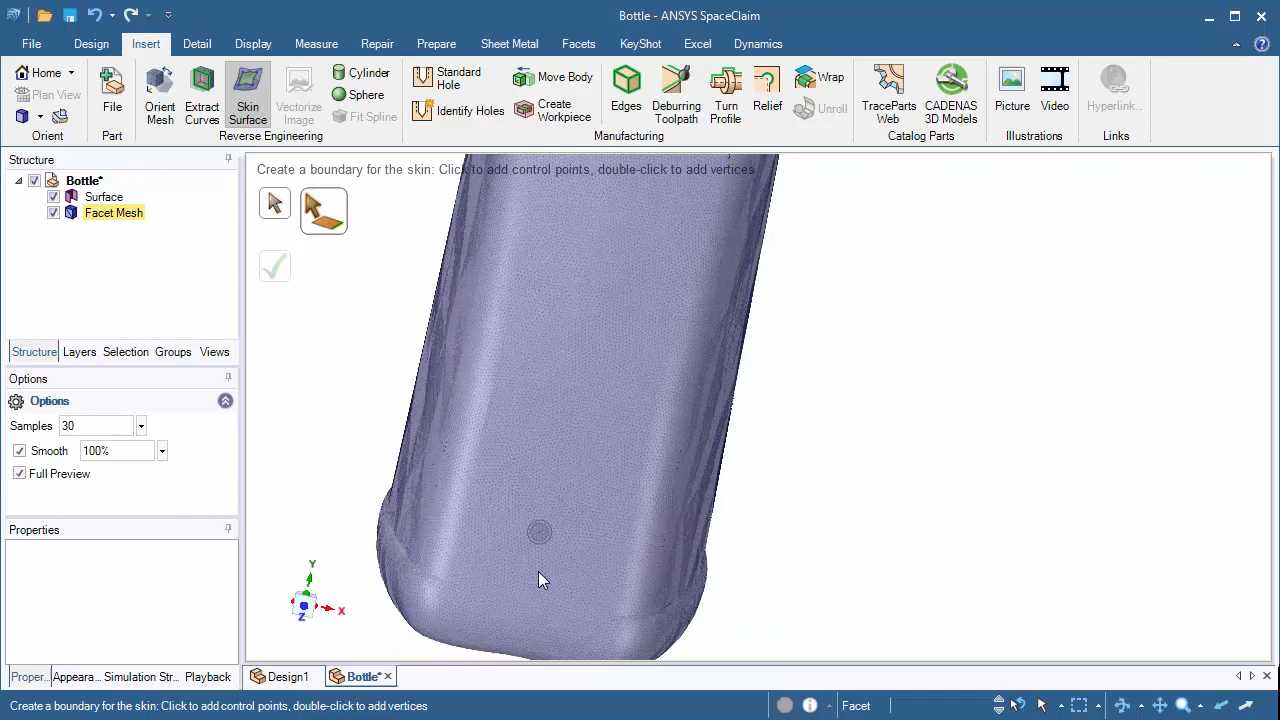 Bottle - ANSYS SpaceClaim
File Design Insert Detail Display Measure Repair Prepare Sheet Metal Facets KeyShot Excel Dynamics
Home
Plan View
Orient
File
Part
Orient Mesh
Extract Curves
Skin Surface
Vectorize Image
Cylinder
Sphere
Fit Spline
Reverse Engineering
Standard Hole
Identify Holes
Move Body
Create Workpiece
Edges
Deburring Toolpath
Turn Profile
Relief
Wrap
Unroll
Manufacturing
TraceParts Web
CADENAS 3D Models
Catalog Parts
Picture
Video
Illustrations
Hyperlink...
Links
Structure
Bottle*
Surface
Facet Mesh
Structure Layers Selection Groups Views
Options
Options
Samples 30
Smooth 100%
Full Preview
Properties
Proper... Appeara... Simulation Str... Playback
Create a boundary for the skin: Click to add control points, double-click to add vertices
Y
X
Z
Design1 Bottle*
Create a boundary for the skin: Click to add control points, double-click to add vertices
Facet